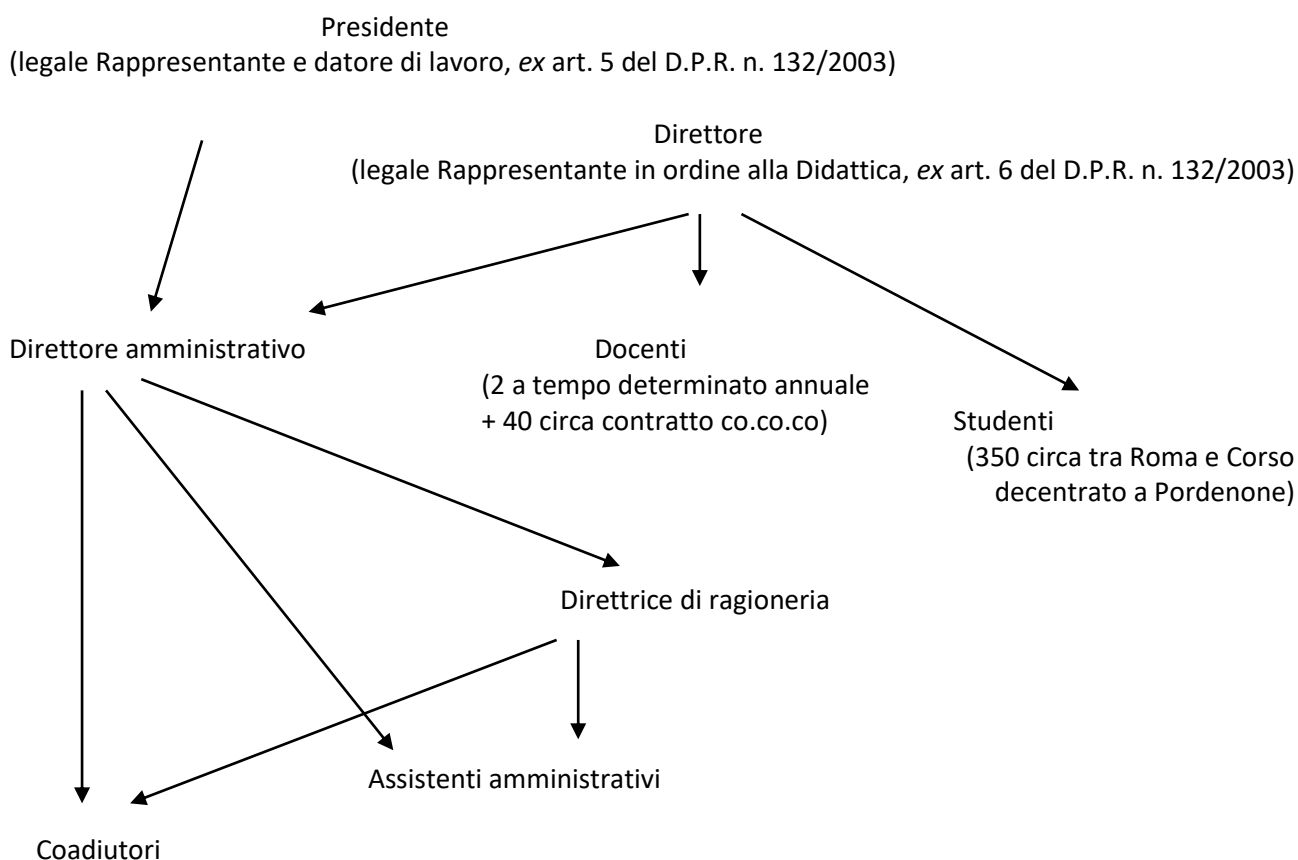 Presidente
(legale Rappresentante e datore di lavoro, ex art. 5 del D.P.R. n. 132/2003)
Direttore
(legale Rappresentante in ordine alla Didattica, ex art. 6 del D.P.R. n. 132/2003)
Direttore amministrativo
Docenti
(2 a tempo determinato annuale
+ 40 circa contratto co.co.co)
Studenti
(350 circa tra Roma e Corso
decentrato a Pordenone)
Direttrice di ragioneria
Assistenti amministrativi
Coadiutori